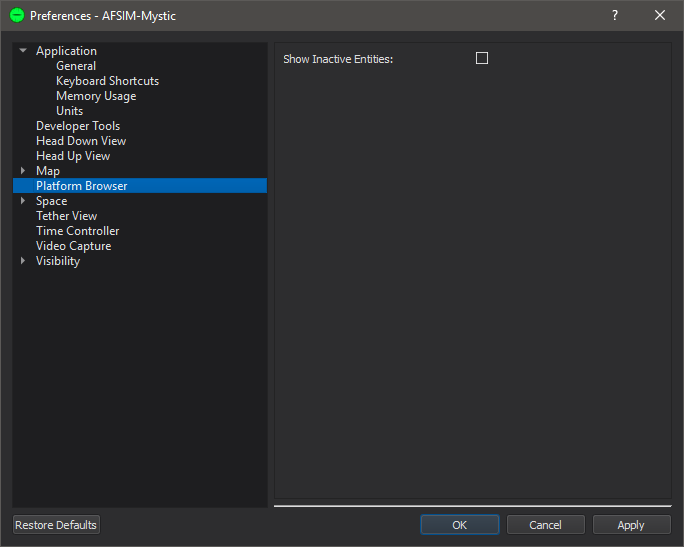 Preferences - AFSIM-Mystic
?
Application
General
Keyboard Shortcuts
Memory Usage
Units
Developer Tools
Head Down View
Head Up View
Map
Platform Browser
Space
Tether View
Time Controller
Video Capture
Visibility
Show Inactive Entities:
Restore Defaults
OK
Cancel
Apply